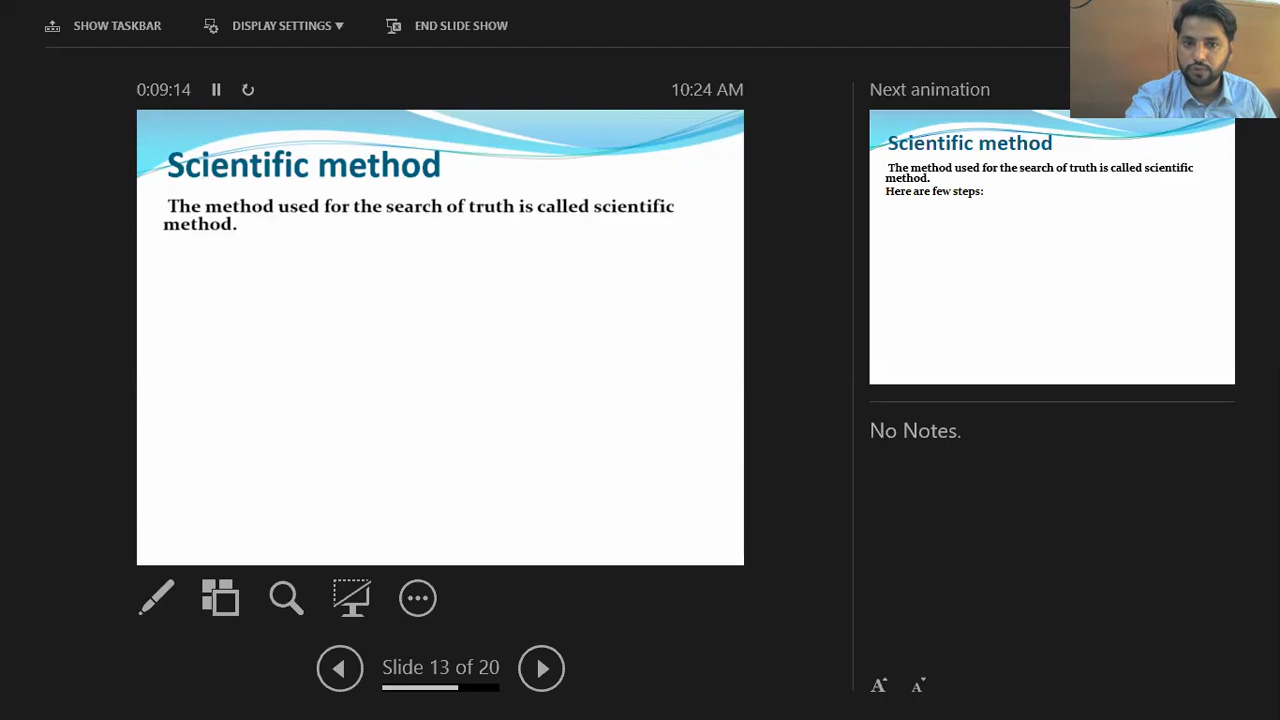 SHOW TASKBAR
DISPLAY SETTINGS
END SLIDE SHOW
0:09:14
10:24 AM
Scientific method
The method used for the search of truth is called scientific
method.
Slide 13 of 20
Next animation
Scientific method
The method used for the search of truth is called scientific
method.
Here are few steps:
No Notes.
A A